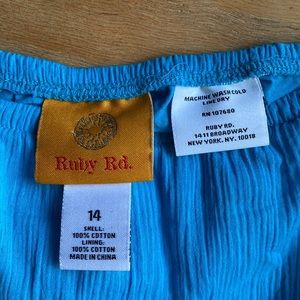 Ruby Rd.
14
SHELL:
100% COTTON
LINING:
100% COTTON
MADE IN CHINA
MACHINE WASH COLD
LINE DRY
RN 107680
RUBY RD.
1411 BROADWAY
NEW YORK, NY. 10018